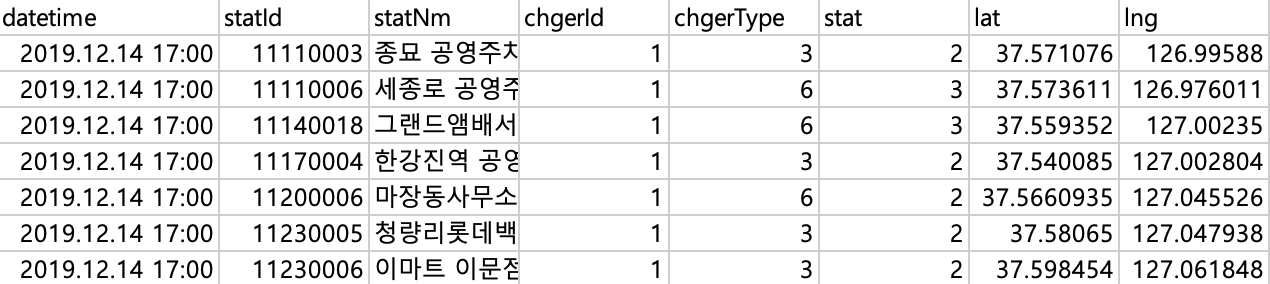 datetime statId statNm chgerId chgerType stat lat lng
2019.12.14 17:00 11110003 종묘 공영주차 1 3 2 37.571076 126.99588
2019.12.14 17:00 11110006 세종로 공영주 1 6 3 37.573611 126.976011
2019.12.14 17:00 11140018 그랜드앰배서 1 6 3 37.559352 127.00235
2019.12.14 17:00 11170004 한강진역 공영 1 3 2 37.540085 127.002804
2019.12.14 17:00 11200006 마장동사무소 1 6 2 37.5660935 127.045526
2019.12.14 17:00 11230005 청량리롯데백 1 3 2 37.58065 127.047938
2019.12.14 17:00 11230006 이마트 이문점 1 3 2 37.598454 127.061848